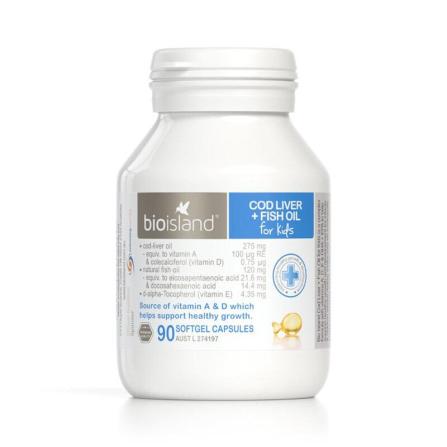 bioisland®
COD LIVER
+ FISH OIL
for kids
• cod-liver oil 275 mg
- equiv. to vitamin A 100 µg RE
& colecalciferol (vitamin D) 0.75 µg
• natural fish oil 120 mg
- equiv. to eicosapentaenoic acid 21.6 mg
& docosahexaenoic acid 14.4 mg
• d-alpha-Tocopherol (vitamin E) 4.35 mg
Source of vitamin A & D which
helps support healthy growth.
90 SOFTGEL CAPSULES
AUST L 274197